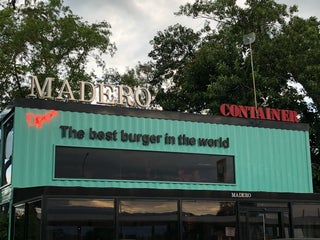 MADERO
CONTAINER
The best burger in the world
MADERO